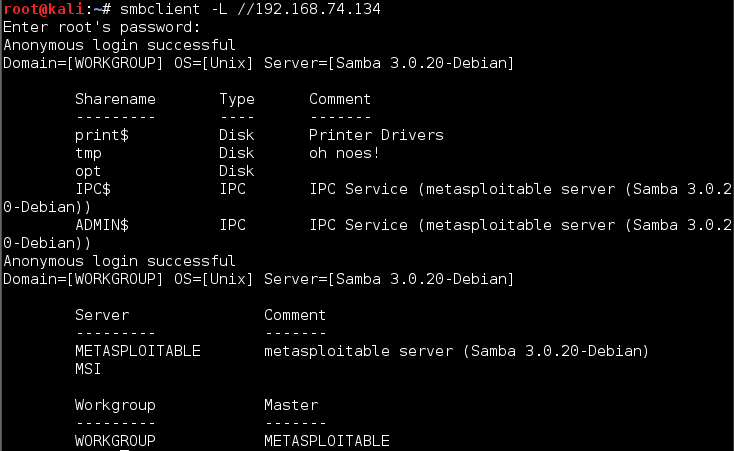 root@kali:~# smbclient -L //192.168.74.134
Enter root's password:
Anonymous login successful
Domain=[WORKGROUP] OS=[Unix] Server=[Samba 3.0.20-Debian]
Sharename Type Comment
--------- ---- -------
print$ Disk Printer Drivers
tmp Disk oh noes!
opt Disk
IPC$ IPC IPC Service (metasploitable server (Samba 3.0.2
0-Debian))
ADMIN$ IPC IPC Service (metasploitable server (Samba 3.0.2
0-Debian))
Anonymous login successful
Domain=[WORKGROUP] OS=[Unix] Server=[Samba 3.0.20-Debian]
Server Comment
--------- -------
METASPLOITABLE metasploitable server (Samba 3.0.20-Debian)
MSI
Workgroup Master
--------- -------
WORKGROUP METASPLOITABLE